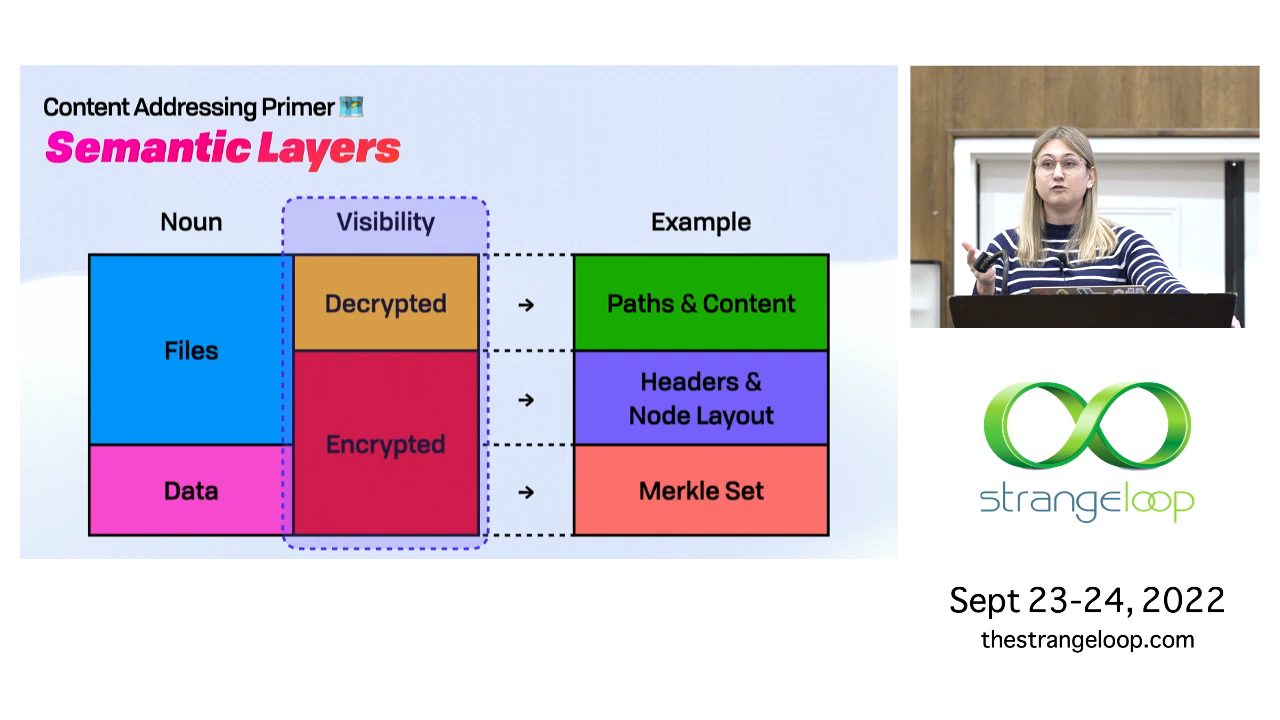 Content Addressing Primer
Semantic Layers
Noun
Visibility
Example
Files
Decrypted
→
Paths & Content
Encrypted
→
Headers &
Node Layout
Data
→
Merkle Set
strangeloop
Sept 23-24, 2022
thestrangeloop.com